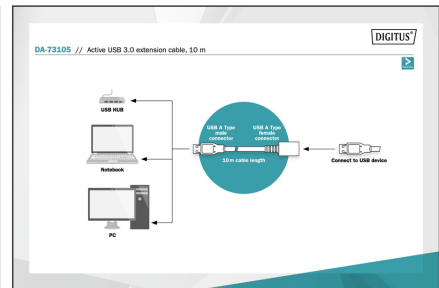 DIGITUS®
DA-73105 // Active USB 3.0 extension cable, 10 m
USB HUB
USB A Type
male
connector
USB A Type
female
connector
10m cable length
Connect to USB device
Notebook
PC